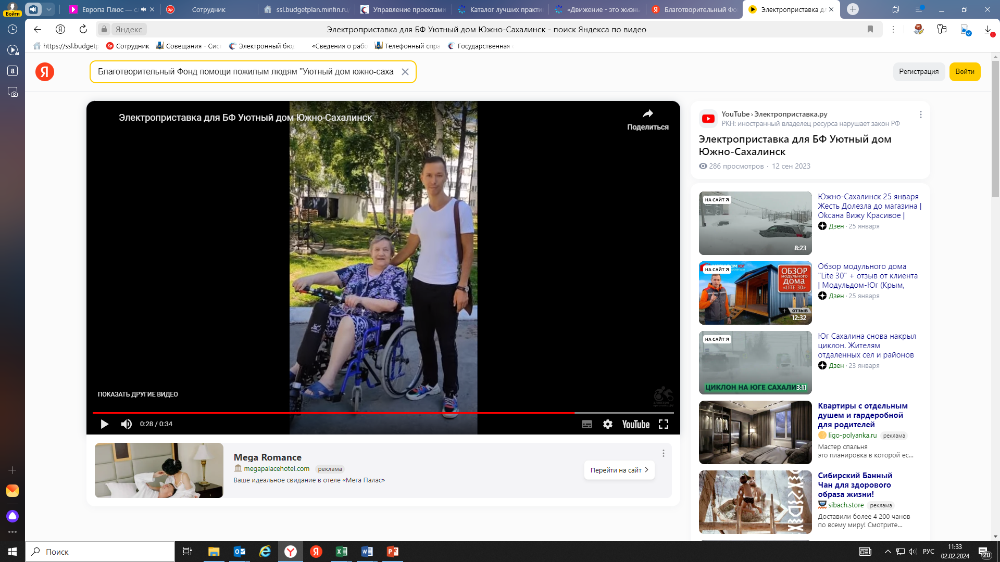 Войти
Европа Плюс — с
Сотрудник
ssl.budgetplan.minfin.ru
Управление проектами
Каталог лучших практи
«Движение - это жизнь
Благотворительный Фо
Электроприставка д
Яндекс
Электроприставка для БФ Уютный дом Южно-Сахалинск - поиск Яндекса по видео
https://ssl.budgetp
Сотрудник
Совещания - Сис
Электронный бюд
«Сведения о рабо
Телефонный спра
Государственная
8
Я
Благотворительный Фонд помощи пожилым людям "Уютный дом южно-саха
Регистрация
Войти
Электроприставка для БФ Уютный дом Южно-Сахалинск
Поделиться
ПОКАЗАТЬ ДРУГИЕ ВИДЕО
0:28 / 0:34
YouTube
Mega Romance
megapalacehotel.com реклама
Ваше идеальное свидание в отеле «Мега Палас»
Перейти на сайт
YouTube › Электроприставка.ру
РКН: иностранный владелец ресурса нарушает закон РФ
Электроприставка для БФ Уютный дом
Южно-Сахалинск
286 просмотров · 12 сен 2023
НА САЙТ
8:23
Южно-Сахалинск 25 января
Жесть Долезла до магазина |
Оkсана Вижу Красивое |
Дзен · 25 января
НА САЙТ
ОБЗОР
МОДУЛЬНОГО
ДОМА
«LITE 30»
+ ОТЗЫВ
12:32
Обзор модульного дома
"Lite 30" + отзыв от клиента
| Модульдом-Юг (Крым,
Дзен · 25 января
НА САЙТ
ЦИКЛОН НА ЮГЕ САХАЛИ
3:11
Юг Сахалина снова накрыл
циклон. Жителям
отдаленных сел и районов
Дзен · 23 января
Квартиры с отдельным
душем и гардеробной
для родителей
ligo-polyanka.ru реклама
Мастер спальня
это планировка в которой ес...
Сибирский Банный
Чан для здорового
образа жизни!
sibach.store реклама
Доставили более 4 200 чанов
по всему миру! Смотрите...
Поиск
РУС
11:33
02.02.2024
20